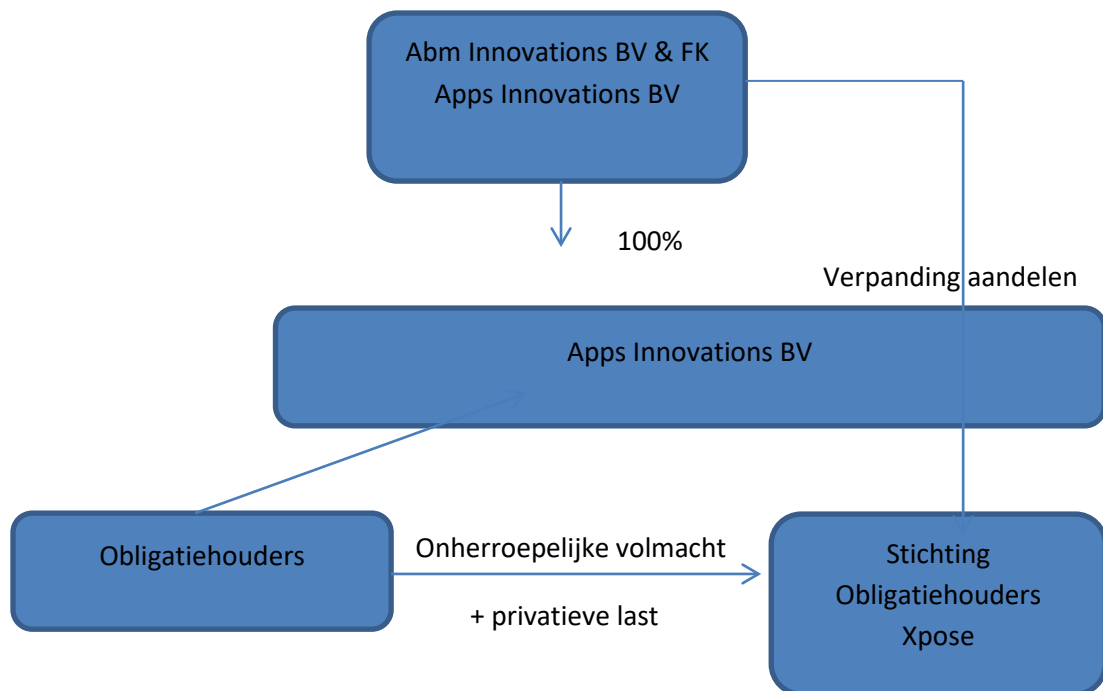 Abm Innovations BV & FK
Apps Innovations BV
100%
Verpanding aandelen
Apps Innovations BV
Obligatiehouders
Onherroepelijke volmacht
+ privatieve last
Stichting
Obligatiehouders
Xpose